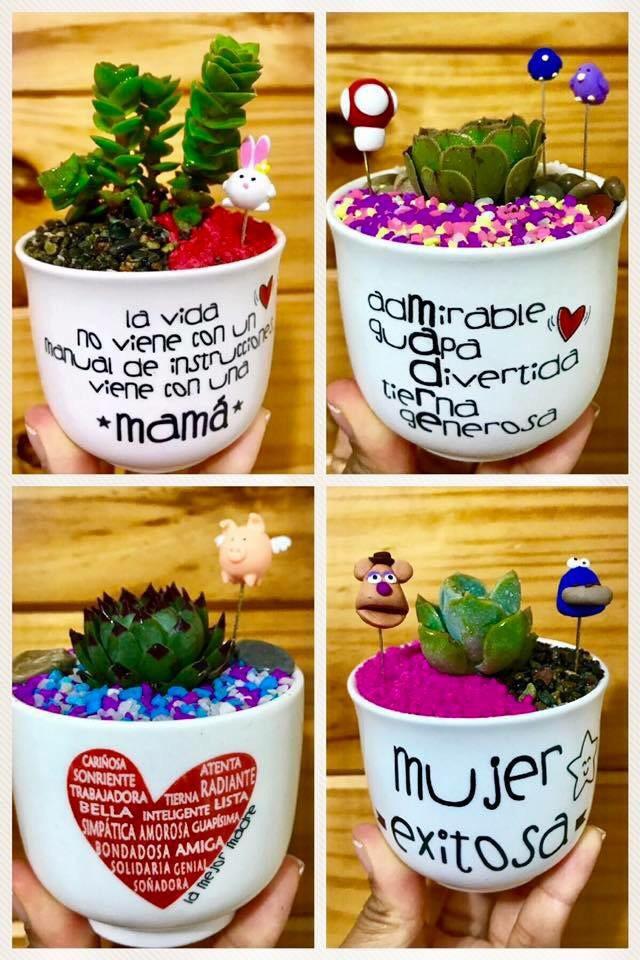 la vida
no viene con un
manual de instrucciones
viene con una
*mamá*
admirable
guapa
divertida
tierna
generosa
CARIÑOSA
SONRIENTE
TRABAJADORA
BELLA
SIMPÁTICA AMOROSA GUAPÍSIMA
BONDADOSA AMIGA
SOLIDARIA GENIAL
SOÑADORA
ATENTA
TIERNA RADIANTE
INTELIGENTE LISTA
la mejor madre
mujer
-exitosa-